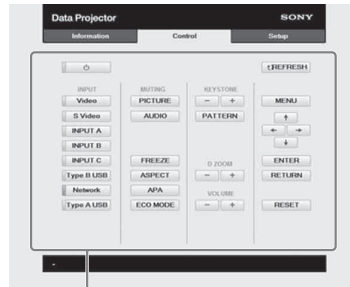 Data Projector SONY
Information Control Setup
REFRESH
INPUT MUTING KEYSTONE
Video PICTURE - + MENU
S Video AUDIO PATTERN ↑
INPUT A ← →
INPUT B ↓
INPUT C FREEZE D ZOOM ENTER
Type B USB ASPECT - + RETURN
Network APA VOLUME
Type A USB ECO MODE - + RESET